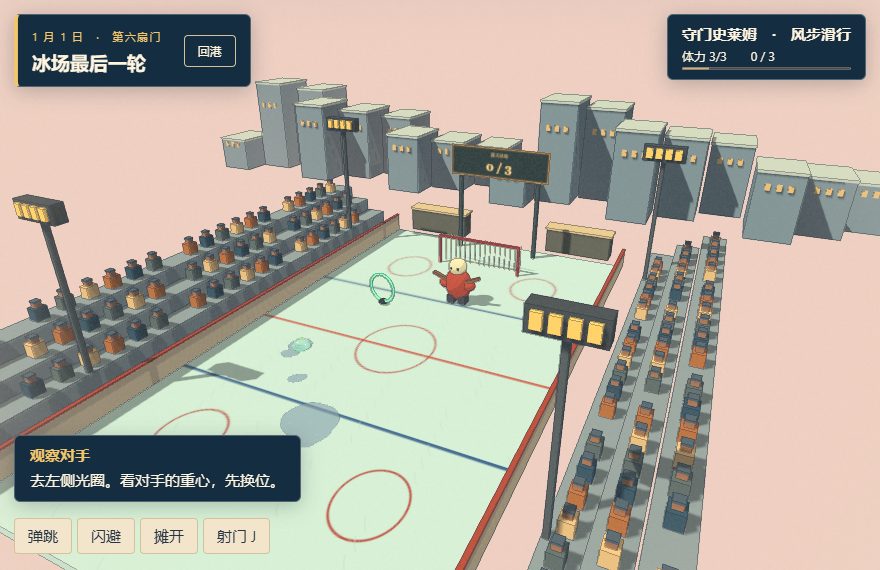 1 月 1 日 · 第六扇门
冰场最后一轮
回港
守门史莱姆 · 风步滑行
体力 3/3 0 / 3
0/3
观察对手
去左侧光圈。看对手的重心，先换位。
弹跳
闪避
摊开
射门 J